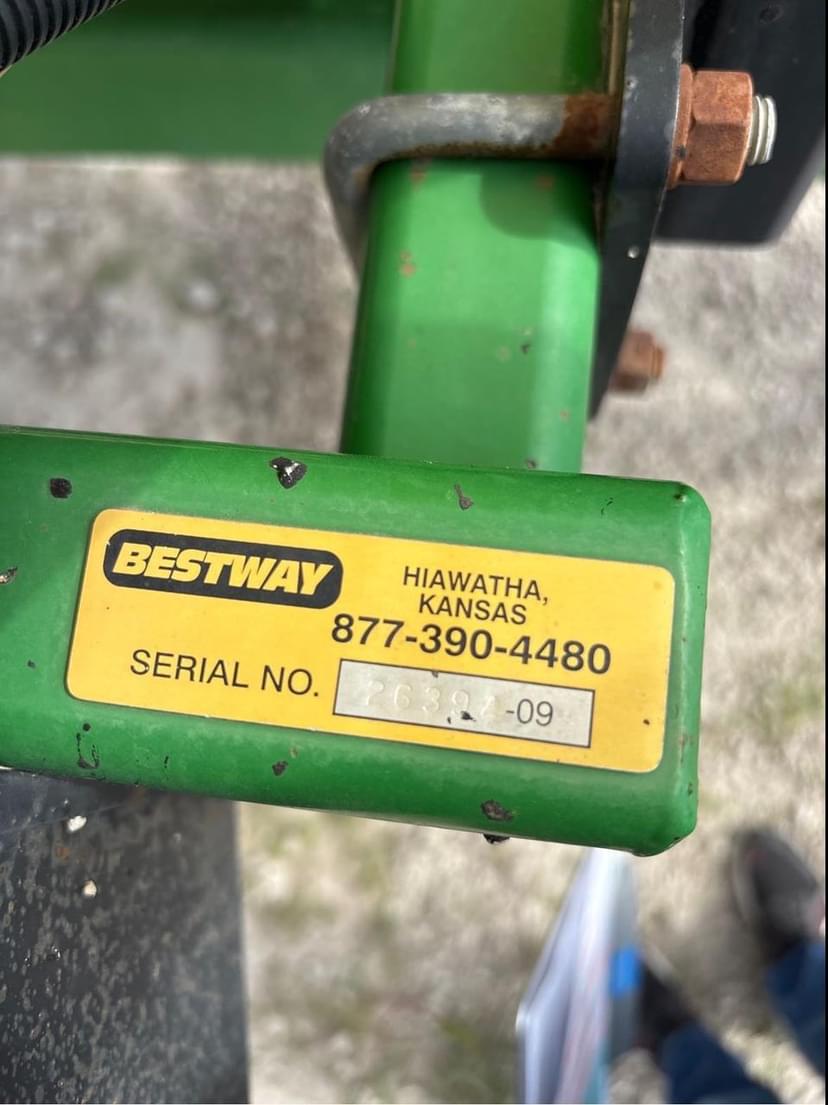 BESTWAY
HIAWATHA,
KANSAS
877-390-4480
SERIAL NO. -09